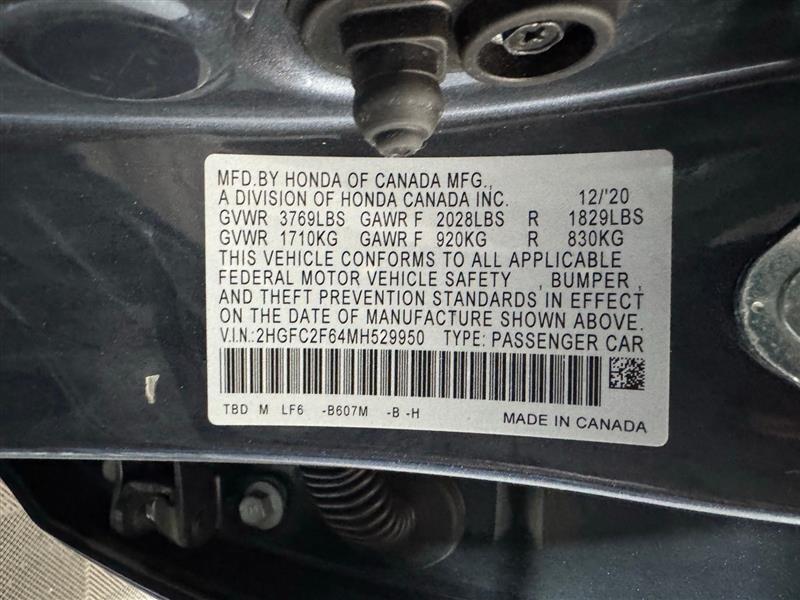 MFD.BY HONDA OF CANADA MFG.,
A DIVISION OF HONDA CANADA INC. 12/'20
GVWR 3769LBS GAWR F 2028LBS R 1829LBS
GVWR 1710KG GAWR F 920KG R 830KG
THIS VEHICLE CONFORMS TO ALL APPLICABLE
FEDERAL MOTOR VEHICLE SAFETY , BUMPER ,
AND THEFT PREVENTION STANDARDS IN EFFECT
ON THE DATE OF MANUFACTURE SHOWN ABOVE.
V.I.N.:2HGFC2F64MH529950 TYPE: PASSENGER CAR
TBD M LF6 -B607M -B -H
MADE IN CANADA